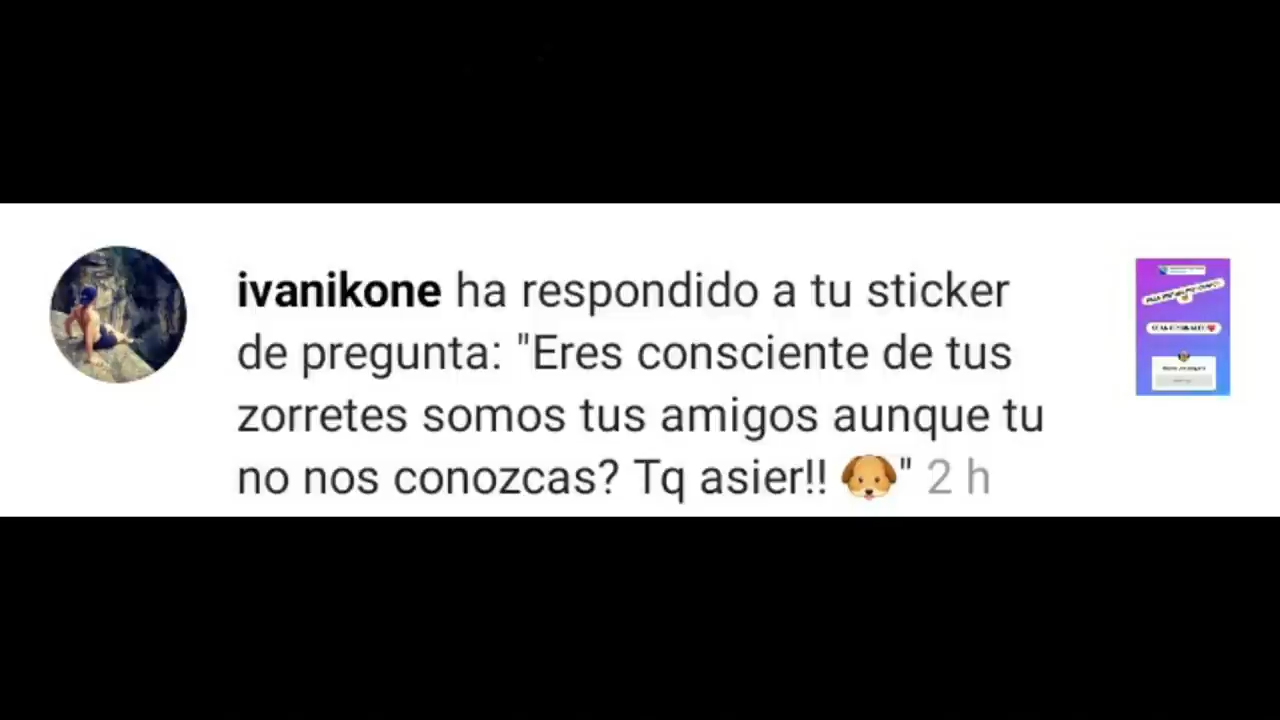 ivanikone ha respondido a tu sticker
de pregunta: "Eres consciente de tus
zorretes somos tus amigos aunque tu
no nos conozcas? Tq asier!! 🐶" 2 h